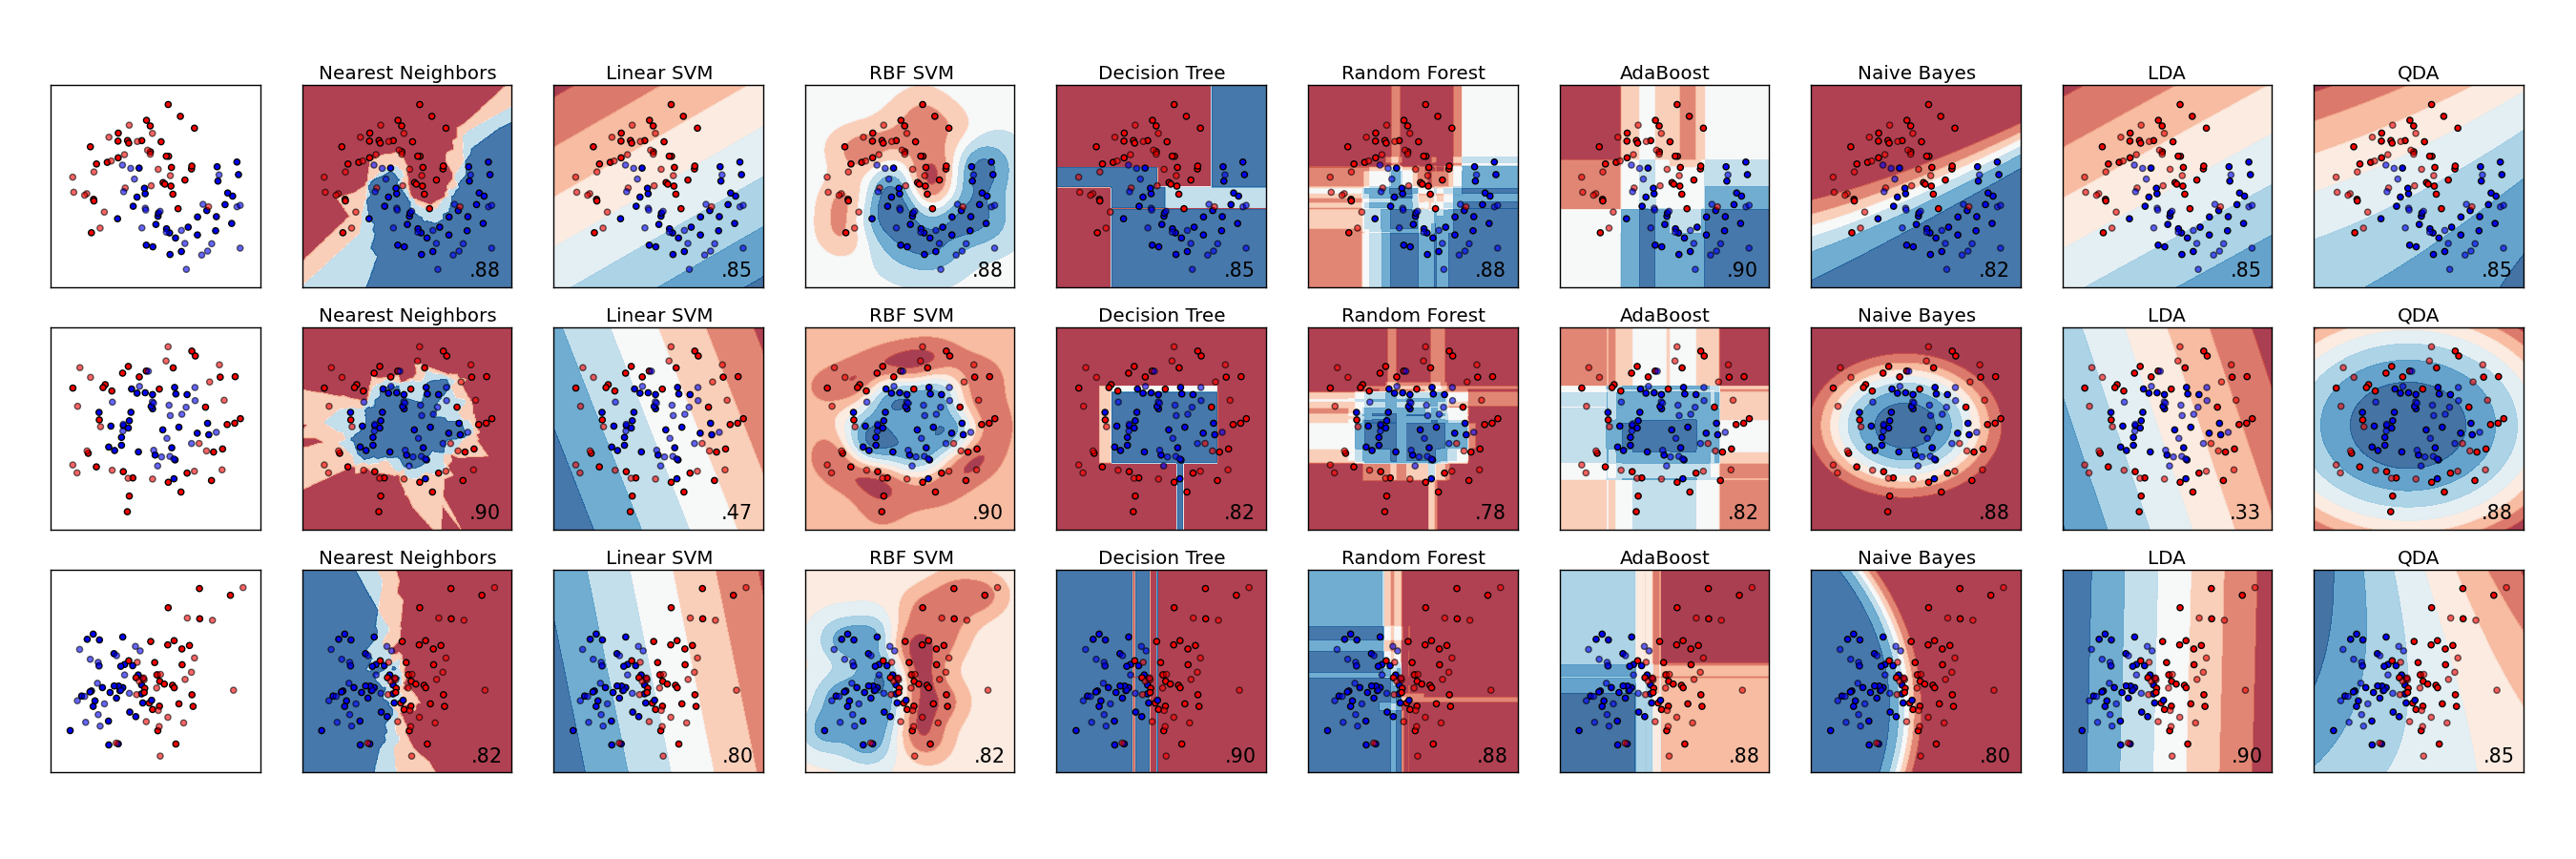 Nearest Neighbors Linear SVM RBF SVM Decision Tree Random Forest AdaBoost Naive Bayes LDA QDA
.88 .85 .88 .85 .88 .90 .82 .85 .85
Nearest Neighbors Linear SVM RBF SVM Decision Tree Random Forest AdaBoost Naive Bayes LDA QDA
.90 .47 .90 .82 .78 .82 .88 .33 .88
Nearest Neighbors Linear SVM RBF SVM Decision Tree Random Forest AdaBoost Naive Bayes LDA QDA
.82 .80 .82 .90 .88 .88 .80 .90 .85